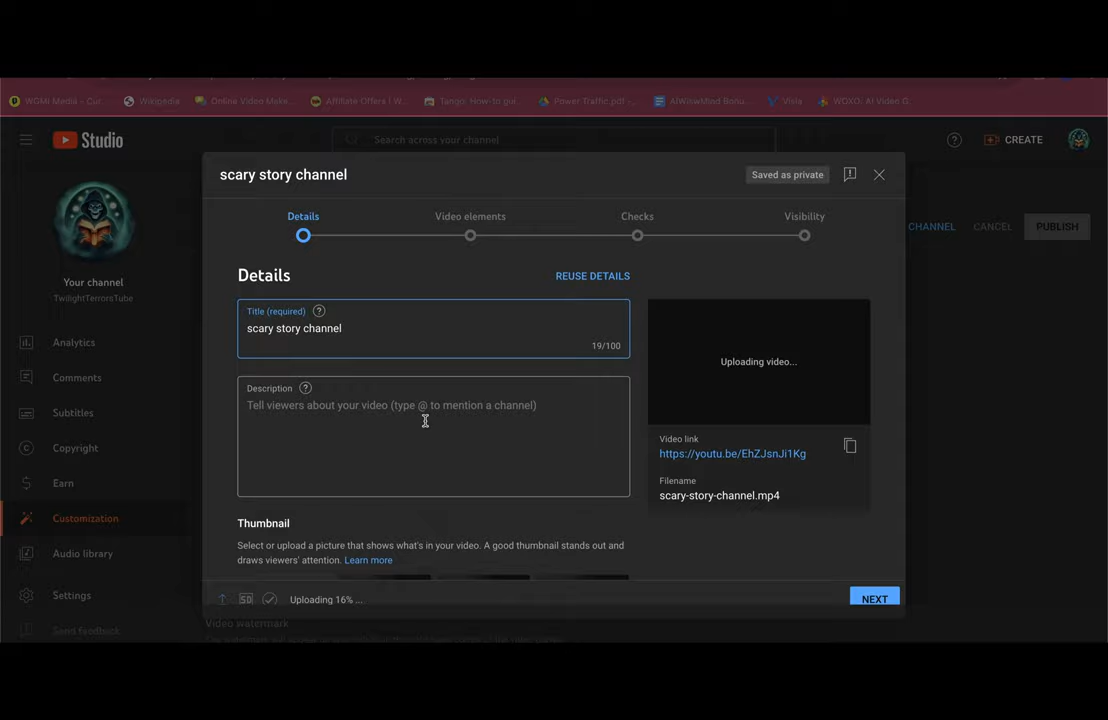 WGMI Media - Cur...
Wikipedia
Online Video Make...
Affiliate Offers | W...
Tango: How-to gui...
Power Traffic.pdf -...
AIWiswMind Bonu...
Vista
WOXO: AI Video G...
Studio
Search across your channel
CREATE
scary story channel
Saved as private
Details
Video elements
Checks
Visibility
CHANNEL
CANCEL
PUBLISH
Details
REUSE DETAILS
Title (required)
scary story channel
19/100
Your channel
TwilightTerrorsTube
Uploading video...
Analytics
Comments
Subtitles
Copyright
Earn
Customization
Audio library
Settings
Send feedback
Description
Tell viewers about your video (type @ to mention a channel)
Video link
https://youtu.be/EhZJsnJi1Kg
Filename
scary-story-channel.mp4
Thumbnail
Select or upload a picture that shows what's in your video. A good thumbnail stands out and
draws viewers' attention. Learn more
SD
Uploading 16% ...
NEXT
Video watermark